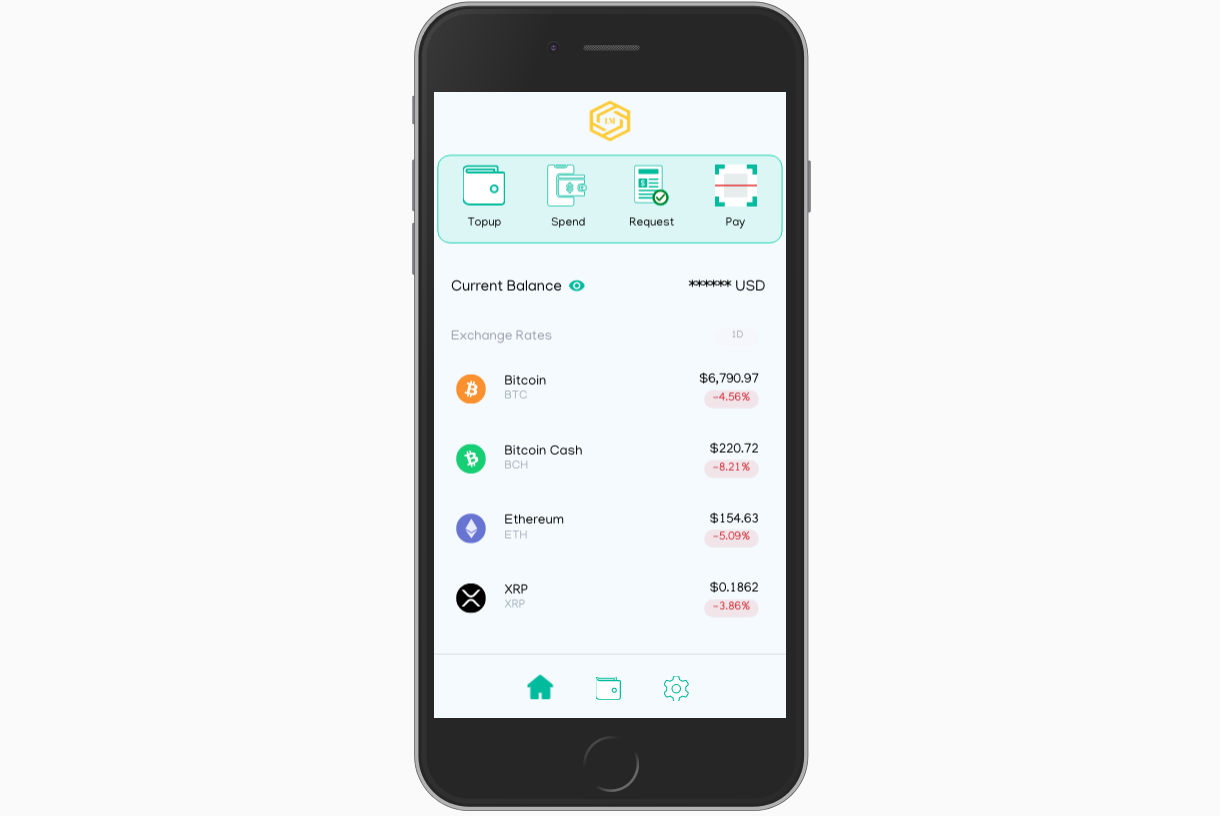 LM
Topup Spend Request Pay
Current Balance ****** USD
Exchange Rates 1D
Bitcoin $6,790.97
BTC -4.56%
Bitcoin Cash $220.72
BCH -8.21%
Ethereum $154.63
ETH -5.09%
XRP $0.1862
XRP -3.86%